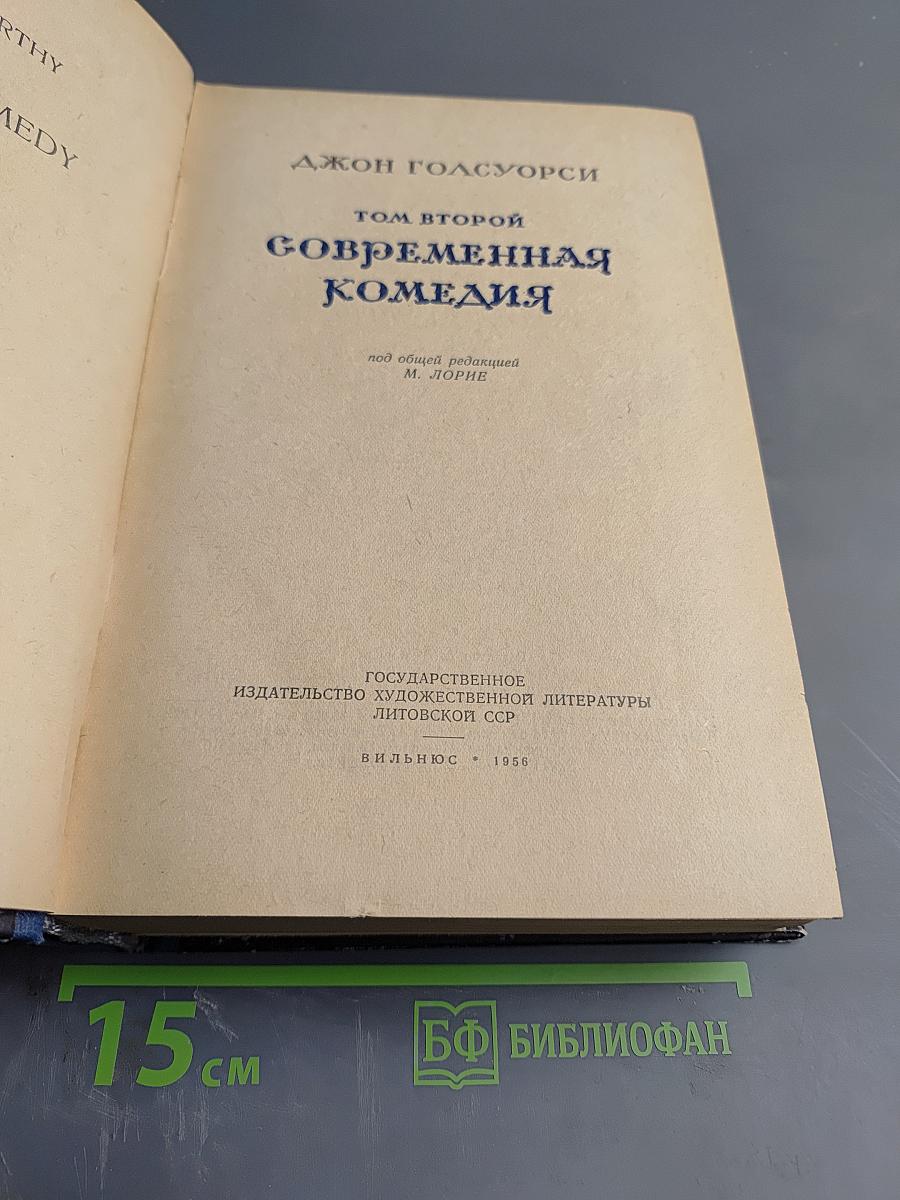 RTHY
MEDY
ДЖОН ГОЛСУОРСИ
ТОМ ВТОРОЙ
СОВРЕМЕННАЯ
КОМЕДИЯ
под общей редакцией
М. ЛОРИЕ
ГОСУДАРСТВЕННОЕ
ИЗДАТЕЛЬСТВО ХУДОЖЕСТВЕННОЙ ЛИТЕРАТУРЫ
ЛИТОВСКОЙ ССР
ВИЛЬНЮС * 1956
15 см
БФ БИБЛИОФАН